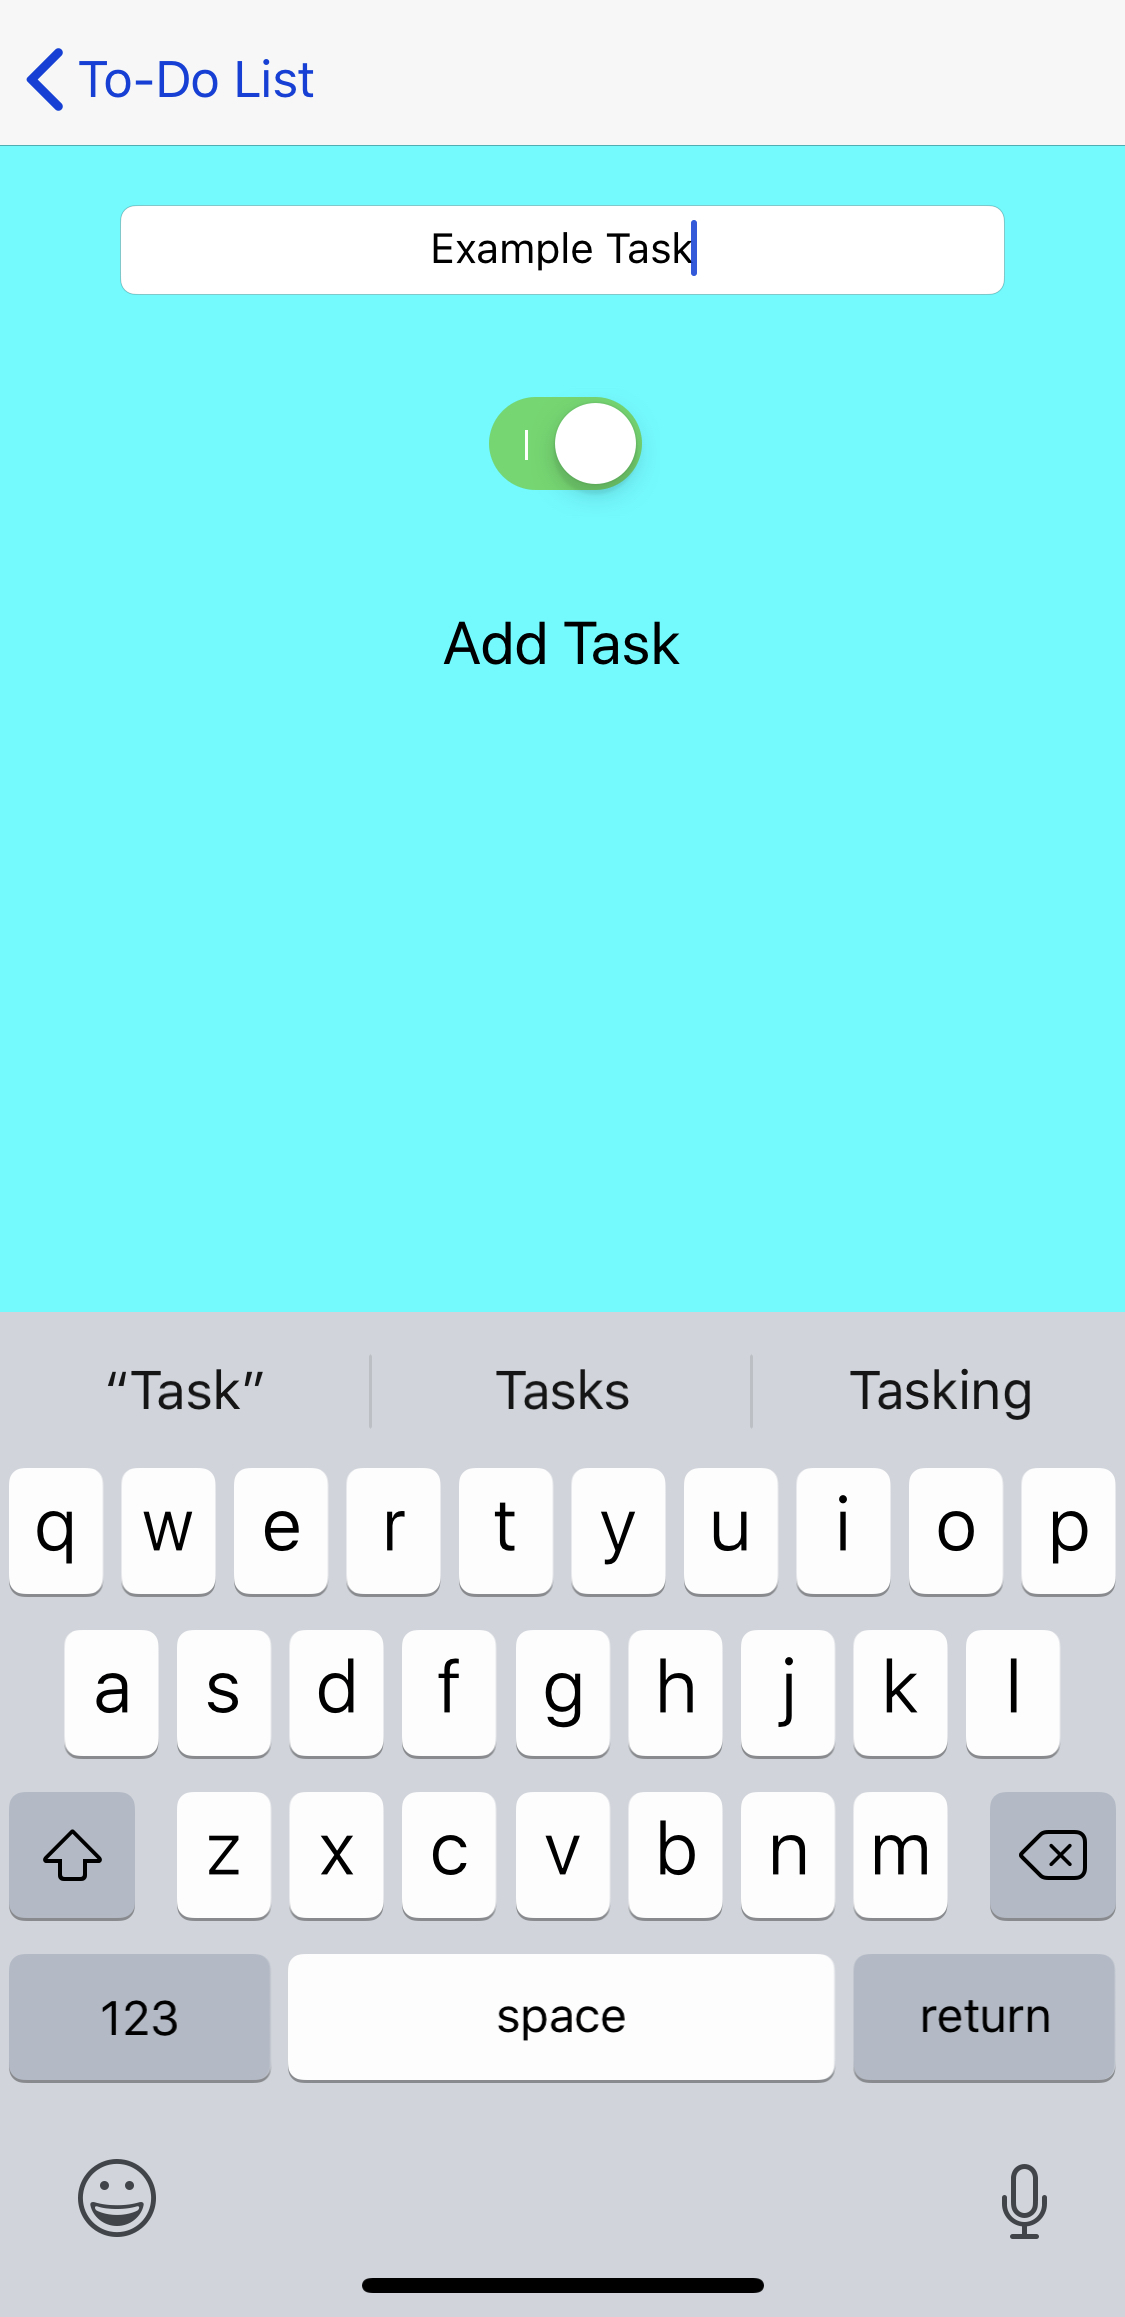 To-Do List
Example Task
Add Task
“Task” Tasks Tasking
q w e r t y u i o p
a s d f g h j k l
z x c v b n m
123 space return